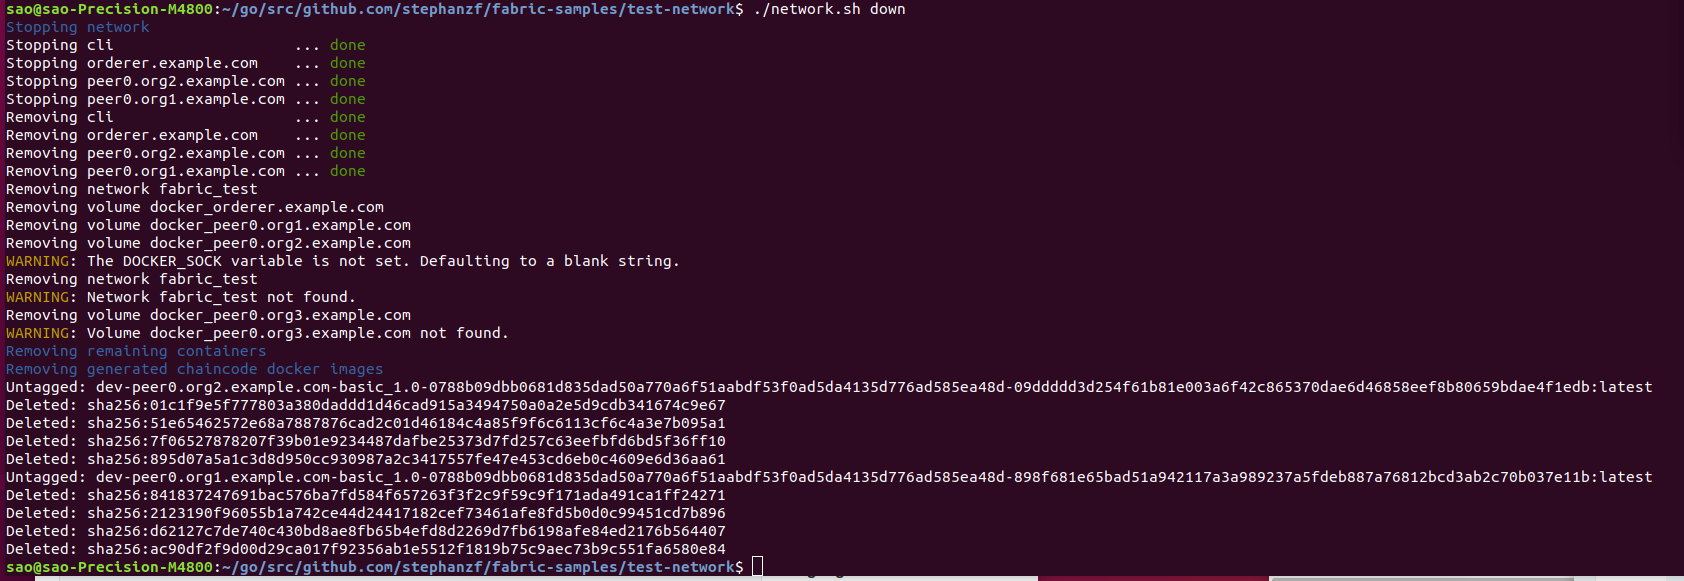 sao@sao-Precision-M4800:~/go/src/github.com/stephanzf/fabric-samples/test-network$ ./network.sh down
Stopping network
Stopping cli                    ... done
Stopping orderer.example.com    ... done
Stopping peer0.org2.example.com ... done
Stopping peer0.org1.example.com ... done
Removing cli                    ... done
Removing orderer.example.com    ... done
Removing peer0.org2.example.com ... done
Removing peer0.org1.example.com ... done
Removing network fabric_test
Removing volume docker_orderer.example.com
Removing volume docker_peer0.org1.example.com
Removing volume docker_peer0.org2.example.com
WARNING: The DOCKER_SOCK variable is not set. Defaulting to a blank string.
Removing network fabric_test
WARNING: Network fabric_test not found.
Removing volume docker_peer0.org3.example.com
WARNING: Volume docker_peer0.org3.example.com not found.
Removing remaining containers
Removing generated chaincode docker images
Untagged: dev-peer0.org2.example.com-basic_1.0-0788b09dbb0681d835dad50a770a6f51aabdf53f0ad5da4135d776ad585ea48d-09ddddd3d254f61b81e003a6f42c865370dae6d46858eef8b80659bdae4f1edb:latest
Deleted: sha256:01c1f9e5f777803a380daddd1d46cad915a3494750a0a2e5d9cdb341674c9e67
Deleted: sha256:51e65462572e68a7887876cad2c01d46184c4a85f9f6c6113cf6c4a3e7b095a1
Deleted: sha256:7f06527878207f39b01e9234487dafbe25373d7fd257c63eefbfd6bd5f36ff10
Deleted: sha256:895d07a5a1c3d8d950cc930987a2c3417557fe47e453cd6eb0c4609e6d36aa61
Untagged: dev-peer0.org1.example.com-basic_1.0-0788b09dbb0681d835dad50a770a6f51aabdf53f0ad5da4135d776ad585ea48d-898f681e65bad51a942117a3a989237a5fdeb887a76812bcd3ab2c70b037e11b:latest
Deleted: sha256:841837247691bac576ba7fd584f657263f3f2c9f59c9f171ada491ca1ff24271
Deleted: sha256:2123190f96055b1a742ce44d24417182cef73461afe8fd5b0d0c99451cd7b896
Deleted: sha256:d62127c7de740c430bd8ae8fb65b4efd8d2269d7fb6198afe84ed2176b564407
Deleted: sha256:ac90df2f9d00d29ca017f92356ab1e5512f1819b75c9aec73b9c551fa6580e84
sao@sao-Precision-M4800:~/go/src/github.com/stephanzf/fabric-samples/test-network$